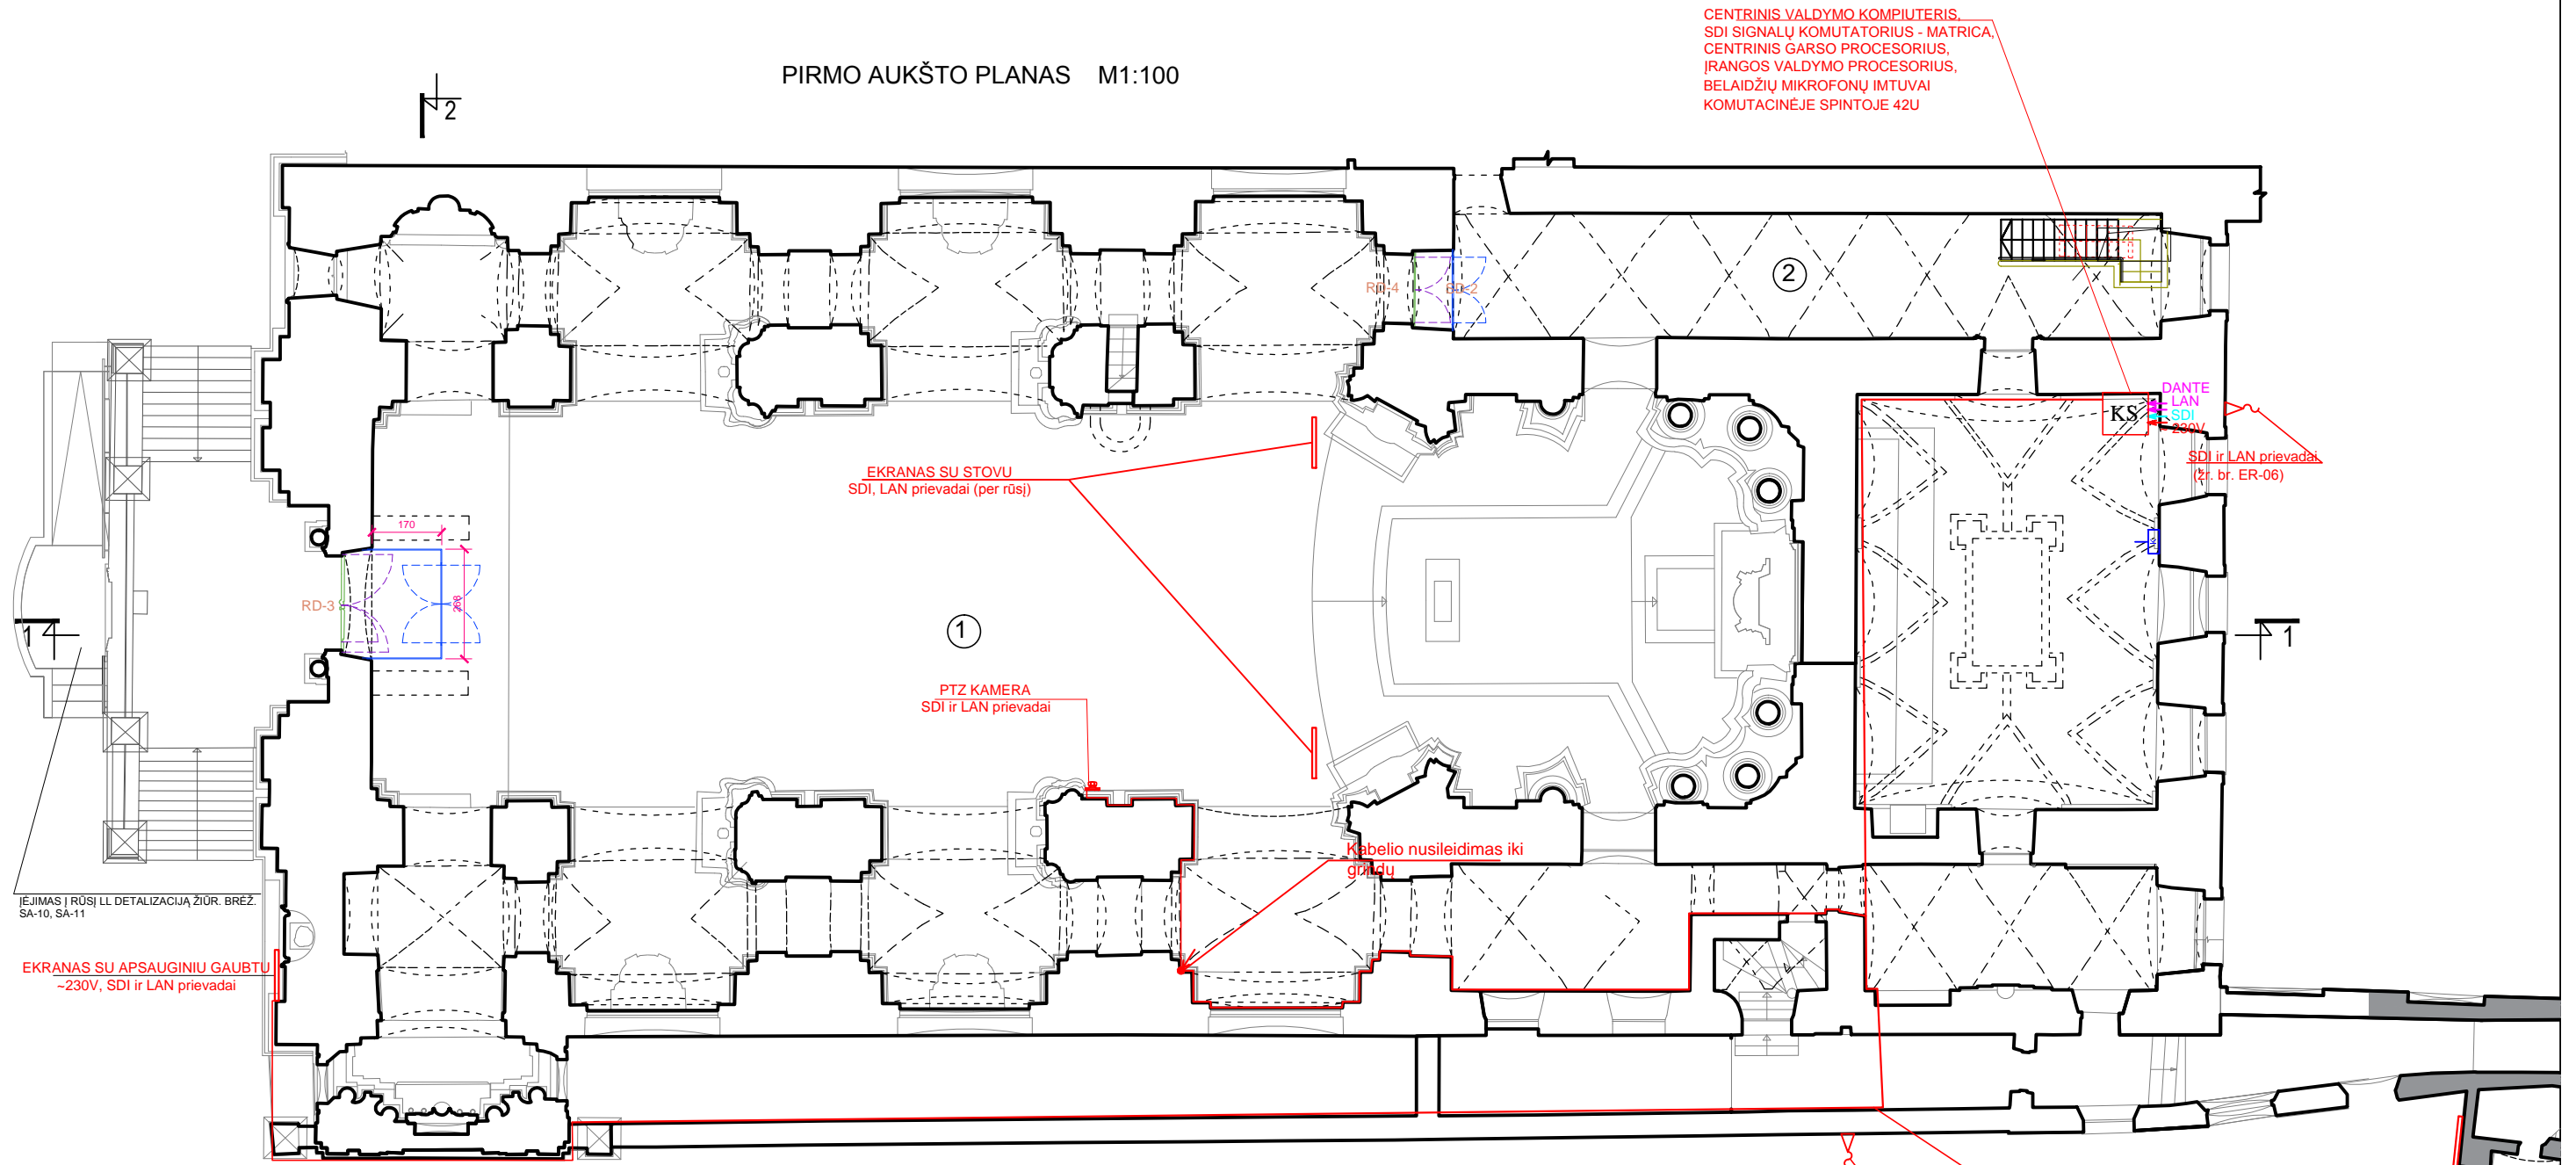 CENTRINIS VALDYMO KOMPIUTERIS,
SDI SIGNALŲ KOMUTATORIUS - MATRICA,
CENTRINIS GARSO PROCESORIUS,
ĮRANGOS VALDYMO PROCESORIUS,
BELAIDŽIŲ MIKROFONŲ IMTUVAI
KOMUTACINĖJE SPINTOJE 42U
PIRMO AUKŠTO PLANAS M1:100
2
2
RD-4
RD-2
DANTE
LAN
SDI
230V
KS
SDI ir LAN prievadai
(žr. br. ER-06)
EKRANAS SU STOVU
SDI, LAN prievadai (per rūsį)
170
268
RD-3
1
1
1
PTZ KAMERA
SDI ir LAN prievadai
Kabelio nusileidimas iki
grindų
ĮĖJIMAS Į RŪSĮ LL DETALIZACIJĄ ŽIŪR. BRĖŽ.
SA-10, SA-11
EKRANAS SU APSAUGINIU GAUBTU
~230V, SDI ir LAN prievadai